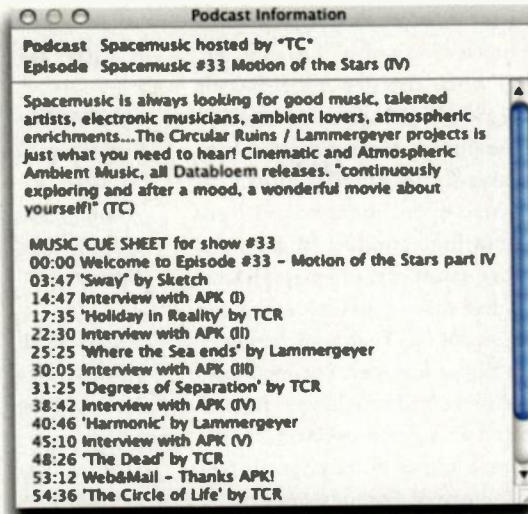 Podcast Information
Podcast Spacemusic hosted by *TC*
Episode Spacemusic #33 Motion of the Stars (IV)
Spacemusic is always looking for good music, talented
artists, electronic musicians, ambient lovers, atmospheric
enrichments...The Circular Ruins / Lammergeyer projects is
just what you need to hear! Cinematic and Atmospheric
Ambient Music, all Databloem releases. "continuously
exploring and after a mood, a wonderful movie about
yourself!" (TC)
MUSIC CUE SHEET for show #33
00:00 Welcome to Episode #33 - Motion of the Stars part IV
03:47 'Sway' by Sketch
14:47 Interview with APK (I)
17:35 'Holiday in Reality' by TCR
22:30 Interview with APK (II)
25:25 'Where the Sea ends' by Lammergeyer
30:05 Interview with APK (III)
31:25 'Degrees of Separation' by TCR
38:42 Interview with APK (IV)
40:46 'Harmonic' by Lammergeyer
45:10 Interview with APK (V)
48:26 'The Dead' by TCR
53:12 Web&Mail - Thanks APK!
54:36 'The Circle of Life' by TCR